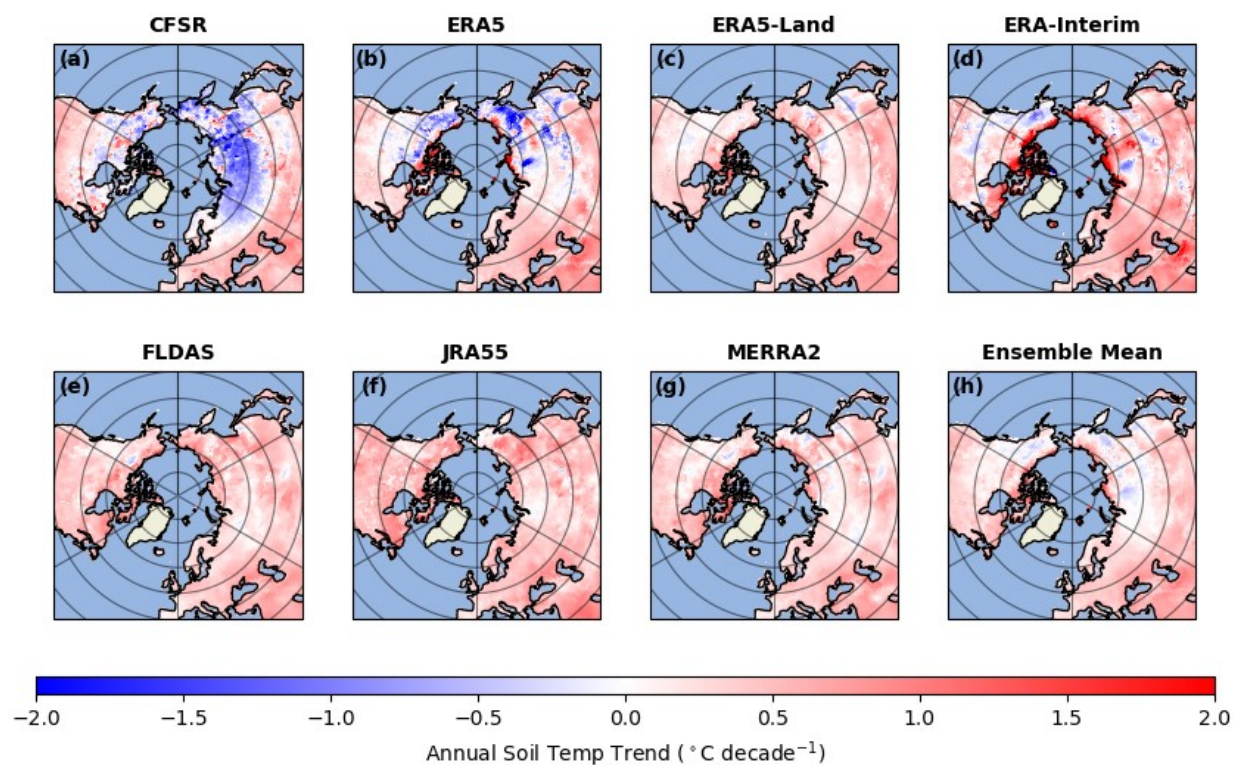 CFSR ERA5 ERA5-Land ERA-Interim
(a) (b) (c) (d)
FLDAS JRA55 MERRA2 Ensemble Mean
(e) (f) (g) (h)
−2.0 −1.5 −1.0 −0.5 0.0 0.5 1.0 1.5 2.0
Annual Soil Temp Trend (°C decade⁻¹)